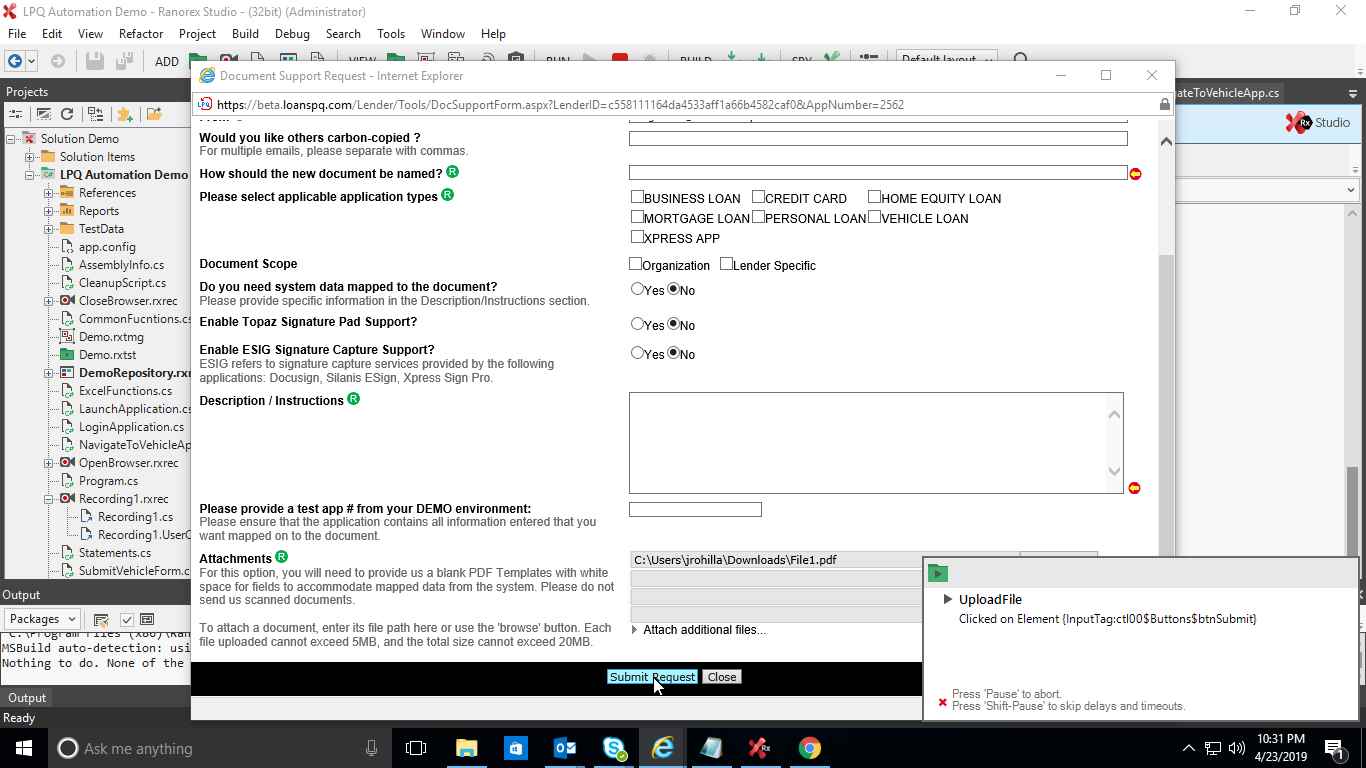 LPQ Automation Demo - Ranorex Studio - (32bit) (Administrator)
File Edit View Refactor Project Build Debug Search Tools Window Help
ADD
Default layout
Document Support Request - Internet Explorer
Projects
ateToVehicleApp.cs
https://beta.loanspq.com/Lender/Tools/DocSupportForm.aspx?LenderID=c558111164da4533aff1a66b4582caf0&AppNumber=2562
Rx Studio
Solution Demo
Solution Items
LPQ Automation Demo
References
Reports
TestData
app.config
AssemblyInfo.cs
CleanupScript.cs
CloseBrowser.rxrec
CommonFucntions.cs
Demo.rxtmg
Demo.rxtst
DemoRepository.rx
ExcelFunctions.cs
LaunchApplication.cs
LoginApplication.cs
NavigateToVehicleAp
OpenBrowser.rxrec
Program.cs
Recording1.rxrec
Recording1.cs
Recording1.UserC
Statements.cs
SubmitVehicleForm.c
Would you like others carbon-copied ?
For multiple emails, please separate with commas.
How should the new document be named? R
Please select applicable application types R
BUSINESS LOAN CREDIT CARD HOME EQUITY LOAN
MORTGAGE LOAN PERSONAL LOAN VEHICLE LOAN
XPRESS APP
Document Scope
Organization Lender Specific
Do you need system data mapped to the document?
Please provide specific information in the Description/Instructions section.
Yes No
Enable Topaz Signature Pad Support?
Yes No
Enable ESIG Signature Capture Support?
ESIG refers to signature capture services provided by the following
applications: Docusign, Silanis ESign, Xpress Sign Pro.
Yes No
Description / Instructions R
Please provide a test app # from your DEMO environment:
Please ensure that the application contains all information entered that you
want mapped on to the document.
Attachments R
For this option, you will need to provide us a blank PDF Templates with white
space for fields to accommodate mapped data from the system. Please do not
send us scanned documents.
To attach a document, enter its file path here or use the 'browse' button. Each
file uploaded cannot exceed 5MB, and the total size cannot exceed 20MB.
C:\Users\jrohilla\Downloads\File1.pdf
Attach additional files...
Submit Request Close
UploadFile
Clicked on Element {InputTag:ctl00$Buttons$btnSubmit}
Press 'Pause' to abort.
Press 'Shift-Pause' to skip delays and timeouts.
Output
Packages
MSBuild auto-detection: usi
Nothing to do. None of the
Output
Ready
Ask me anything
10:31 PM
4/23/2019
1